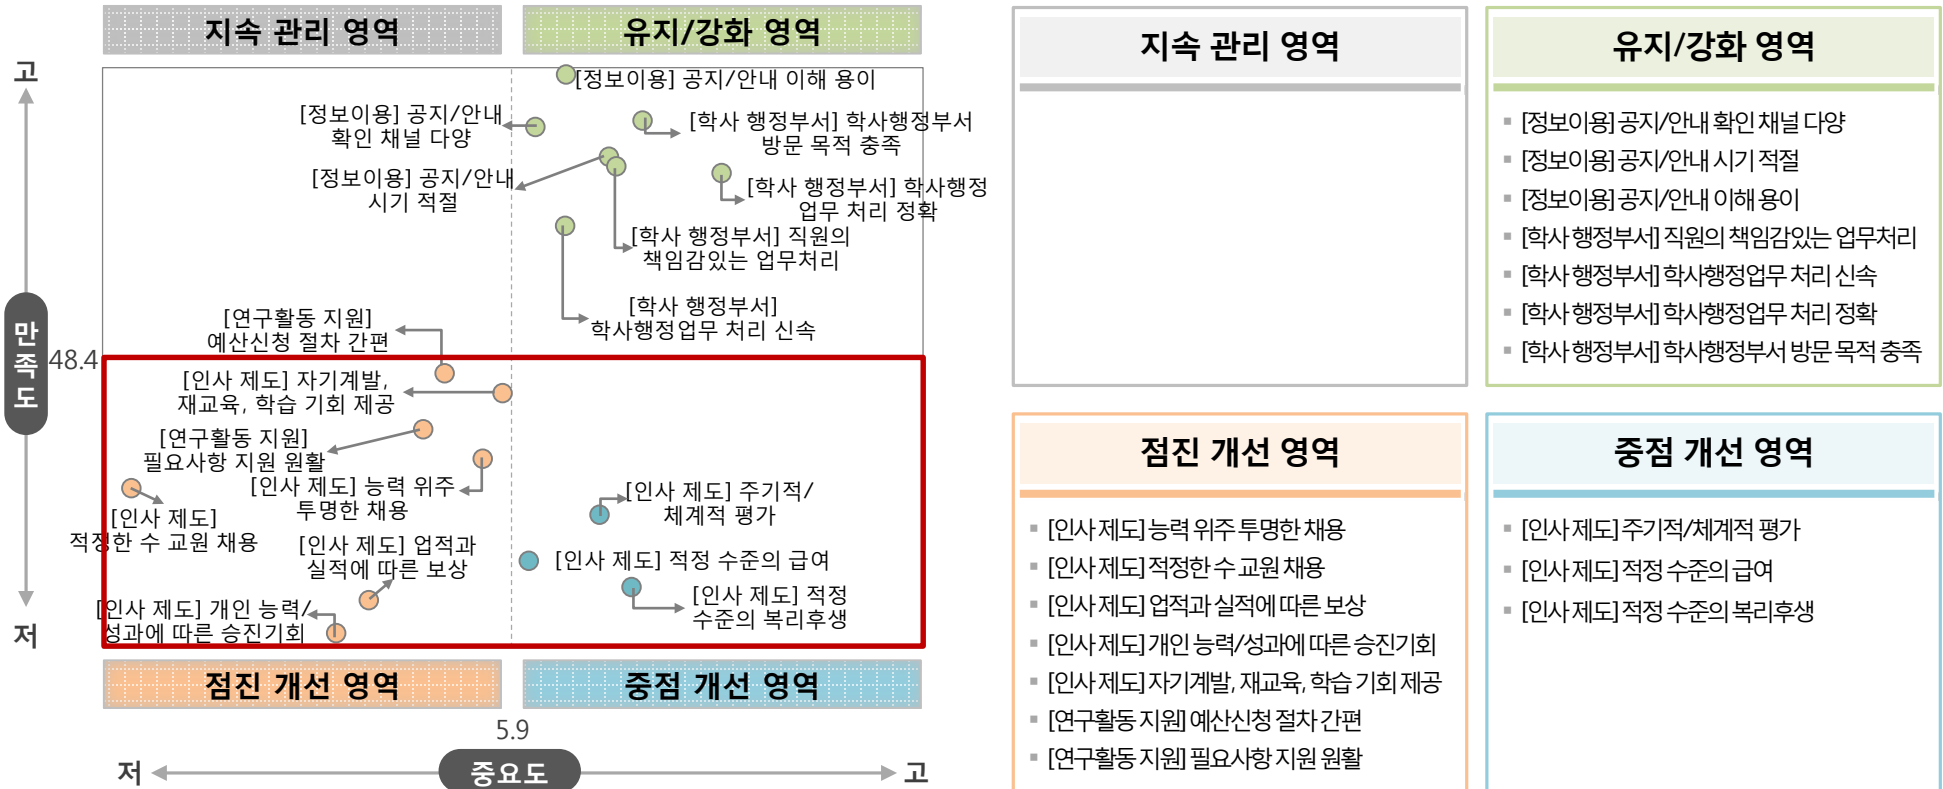 지속 관리 영역
유지/강화 영역
고
만족도
48.4
저
[정보이용] 공지/안내 이해 용이
[정보이용] 공지/안내
확인 채널 다양
[학사 행정부서] 학사행정부서
방문 목적 충족
[정보이용] 공지/안내
시기 적절
[학사 행정부서] 학사행정
업무 처리 정확
[학사 행정부서] 직원의
책임감있는 업무처리
[학사 행정부서]
학사행정업무 처리 신속
[연구활동 지원]
예산신청 절차 간편
[인사 제도] 자기계발,
재교육, 학습 기회 제공
[연구활동 지원]
필요사항 지원 원활
[인사 제도] 능력 위주
투명한 채용
[인사 제도]
적정한 수 교원 채용
[인사 제도] 주기적/
체계적 평가
[인사 제도] 업적과
실적에 따른 보상
[인사 제도] 적정 수준의 급여
[인사 제도] 적정
수준의 복리후생
[인사 제도] 개인 능력/
성과에 따른 승진기회
점진 개선 영역
중점 개선 영역
5.9
저
중요도
고
지속 관리 영역
유지/강화 영역
[정보이용] 공지/안내 확인 채널 다양
[정보이용] 공지/안내 시기 적절
[정보이용] 공지/안내 이해 용이
[학사 행정부서] 직원의 책임감있는 업무처리
[학사 행정부서] 학사행정업무 처리 신속
[학사 행정부서] 학사행정업무 처리 정확
[학사 행정부서] 학사행정부서 방문 목적 충족
점진 개선 영역
[인사 제도] 능력 위주 투명한 채용
[인사 제도] 적정한 수 교원 채용
[인사 제도] 업적과 실적에 따른 보상
[인사 제도] 개인 능력/성과에 따른 승진기회
[인사 제도] 자기계발, 재교육, 학습 기회 제공
[연구활동 지원] 예산신청 절차 간편
[연구활동 지원] 필요사항 지원 원활
중점 개선 영역
[인사 제도] 주기적/체계적 평가
[인사 제도] 적정 수준의 급여
[인사 제도] 적정 수준의 복리후생